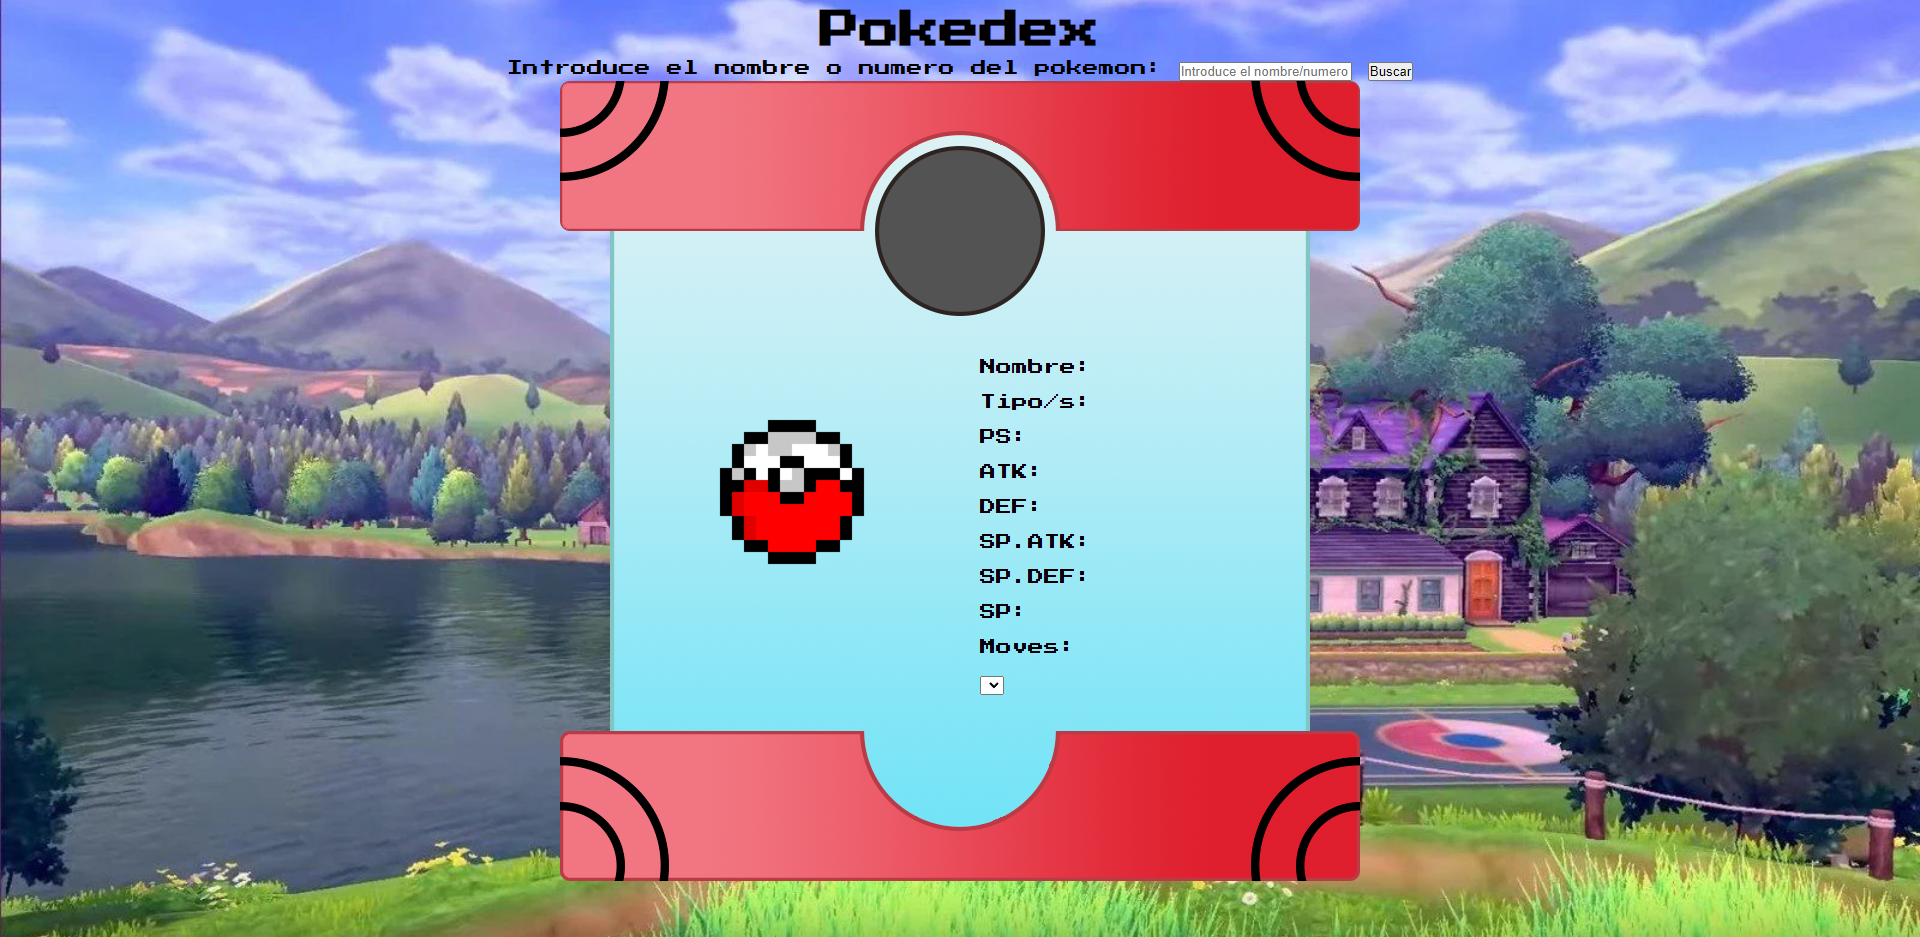 Pokedex
Introduce el nombre o numero del pokemon: Introduce el nombre/numero Buscar
Nombre:
Tipo/s:
PS:
ATK:
DEF:
SP.ATK:
SP.DEF:
SP:
Moves: